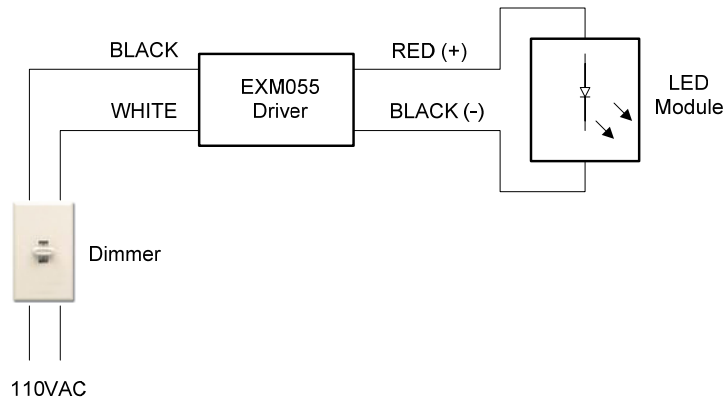 BLACK
WHITE
EXM055
Driver
RED (+)
BLACK (-)
LED
Module
Dimmer
110VAC